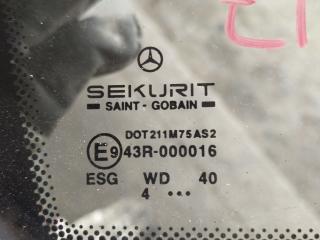 SEKURIT
SAINT - GOBAIN
DOT211M75AS2
E9 43R-000016
ESG WD 40
4 •••